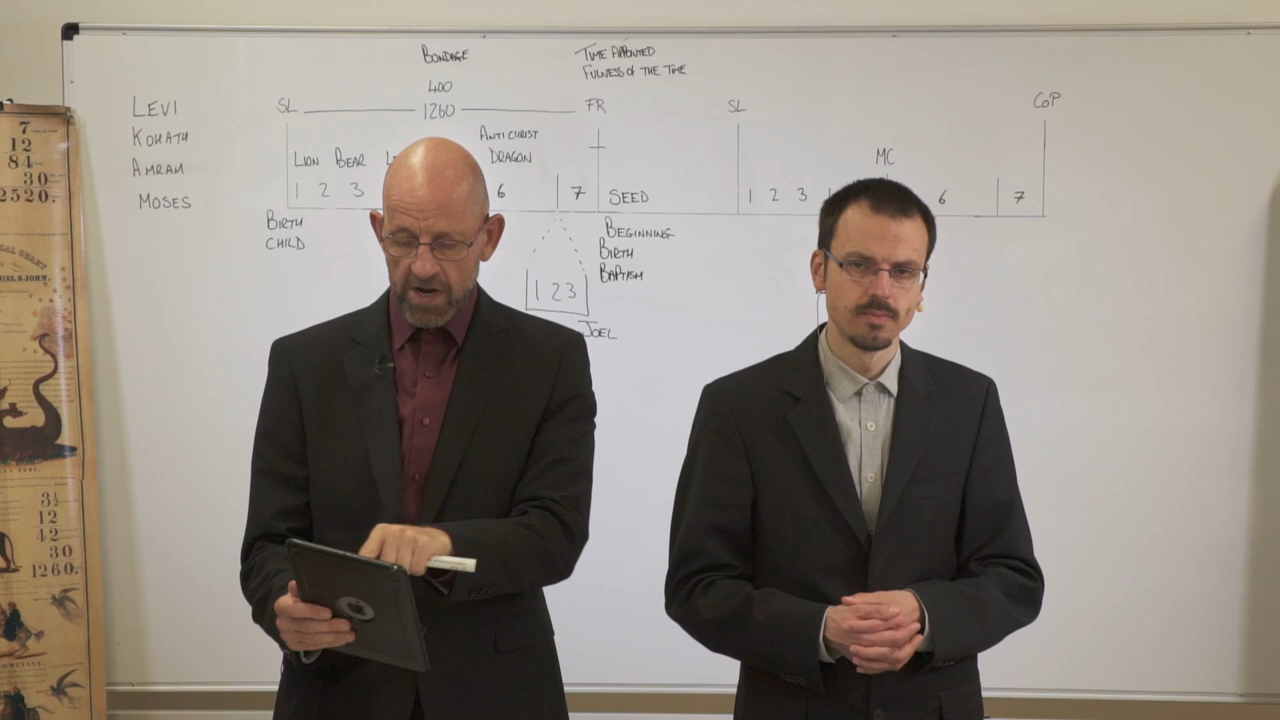 BONDAGE
TIME APPOINTED
FULNESS OF THE TIME
400
LEVI
KOHATH
AMRAM
MOSES
SL 1260 FR SL COP
ANTICHRIST
LION BEAR DRAGON
MC
1 2 3 6 7 SEED 1 2 3 6 7
BIRTH
CHILD
BEGINNING
BIRTH
BAPTISM
1 2 3
JOEL
7
12
84
30
2520.
3½
12
42
30
1260.